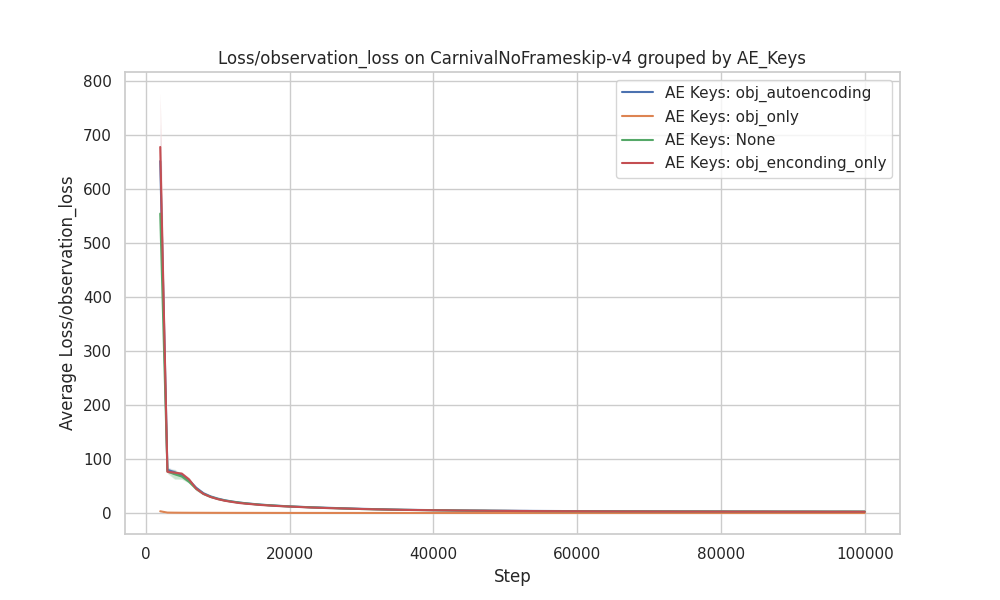 Loss/observation_loss on CarnivalNoFrameskip-v4 grouped by AE_Keys
AE Keys: obj_autoencoding
AE Keys: obj_only
AE Keys: None
AE Keys: obj_enconding_only
Average Loss/observation_loss
800
700
600
500
400
300
200
100
0
0
20000
40000
60000
80000
100000
Step